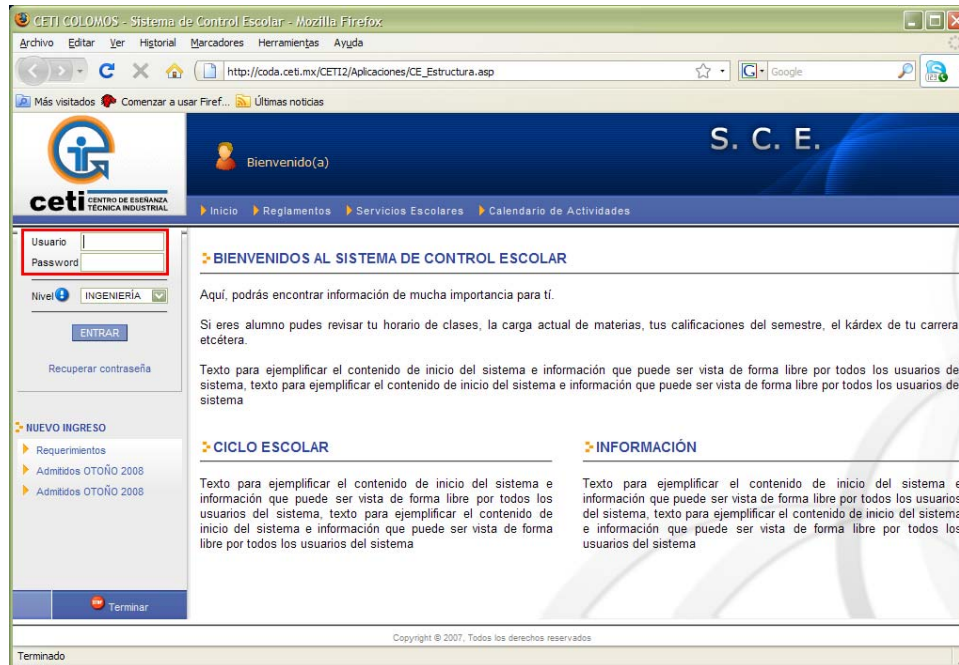 CETI COLOMOS - Sistema de Control Escolar - Mozilla Firefox
Archivo Editar Ver Historial Marcadores Herramientas Ayuda
http://coda.ceti.mx/CETI2/Aplicaciones/CE_Estructura.asp
Google
Más visitados Comenzar a usar Firef... Últimas noticias
ceti CENTRO DE ESEÑANZA
TÉCNICA INDUSTRIAL
Bienvenido(a)
S. C. E.
Inicio Reglamentos Servicios Escolares Calendario de Actividades
Usuario
Password
Nivel INGENIERÍA
ENTRAR
Recuperar contraseña
NUEVO INGRESO
Requerimientos
Admitidos OTOÑO 2008
Admitidos OTOÑO 2008
Terminar
BIENVENIDOS AL SISTEMA DE CONTROL ESCOLAR
Aquí, podrás encontrar información de mucha importancia para tí.
Si eres alumno pudes revisar tu horario de clases, la carga actual de materias, tus calificaciones del semestre, el kárdex de tu carrera
etcétera.
Texto para ejemplificar el contenido de inicio del sistema e información que puede ser vista de forma libre por todos los usuarios de
sistema, texto para ejemplificar el contenido de inicio del sistema e información que puede ser vista de forma libre por todos los usuarios de
sistema
CICLO ESCOLAR
Texto para ejemplificar el contenido de inicio del sistema e
información que puede ser vista de forma libre por todos los
usuarios del sistema, texto para ejemplificar el contenido de
inicio del sistema e información que puede ser vista de forma
libre por todos los usuarios del sistema
INFORMACIÓN
Texto para ejemplificar el contenido de inicio del sistema e
información que puede ser vista de forma libre por todos los usuarios
del sistema, texto para ejemplificar el contenido de inicio del sistema
e información que puede ser vista de forma libre por todos los
usuarios del sistema
Copyright © 2007, Todos los derechos reservados
Terminado